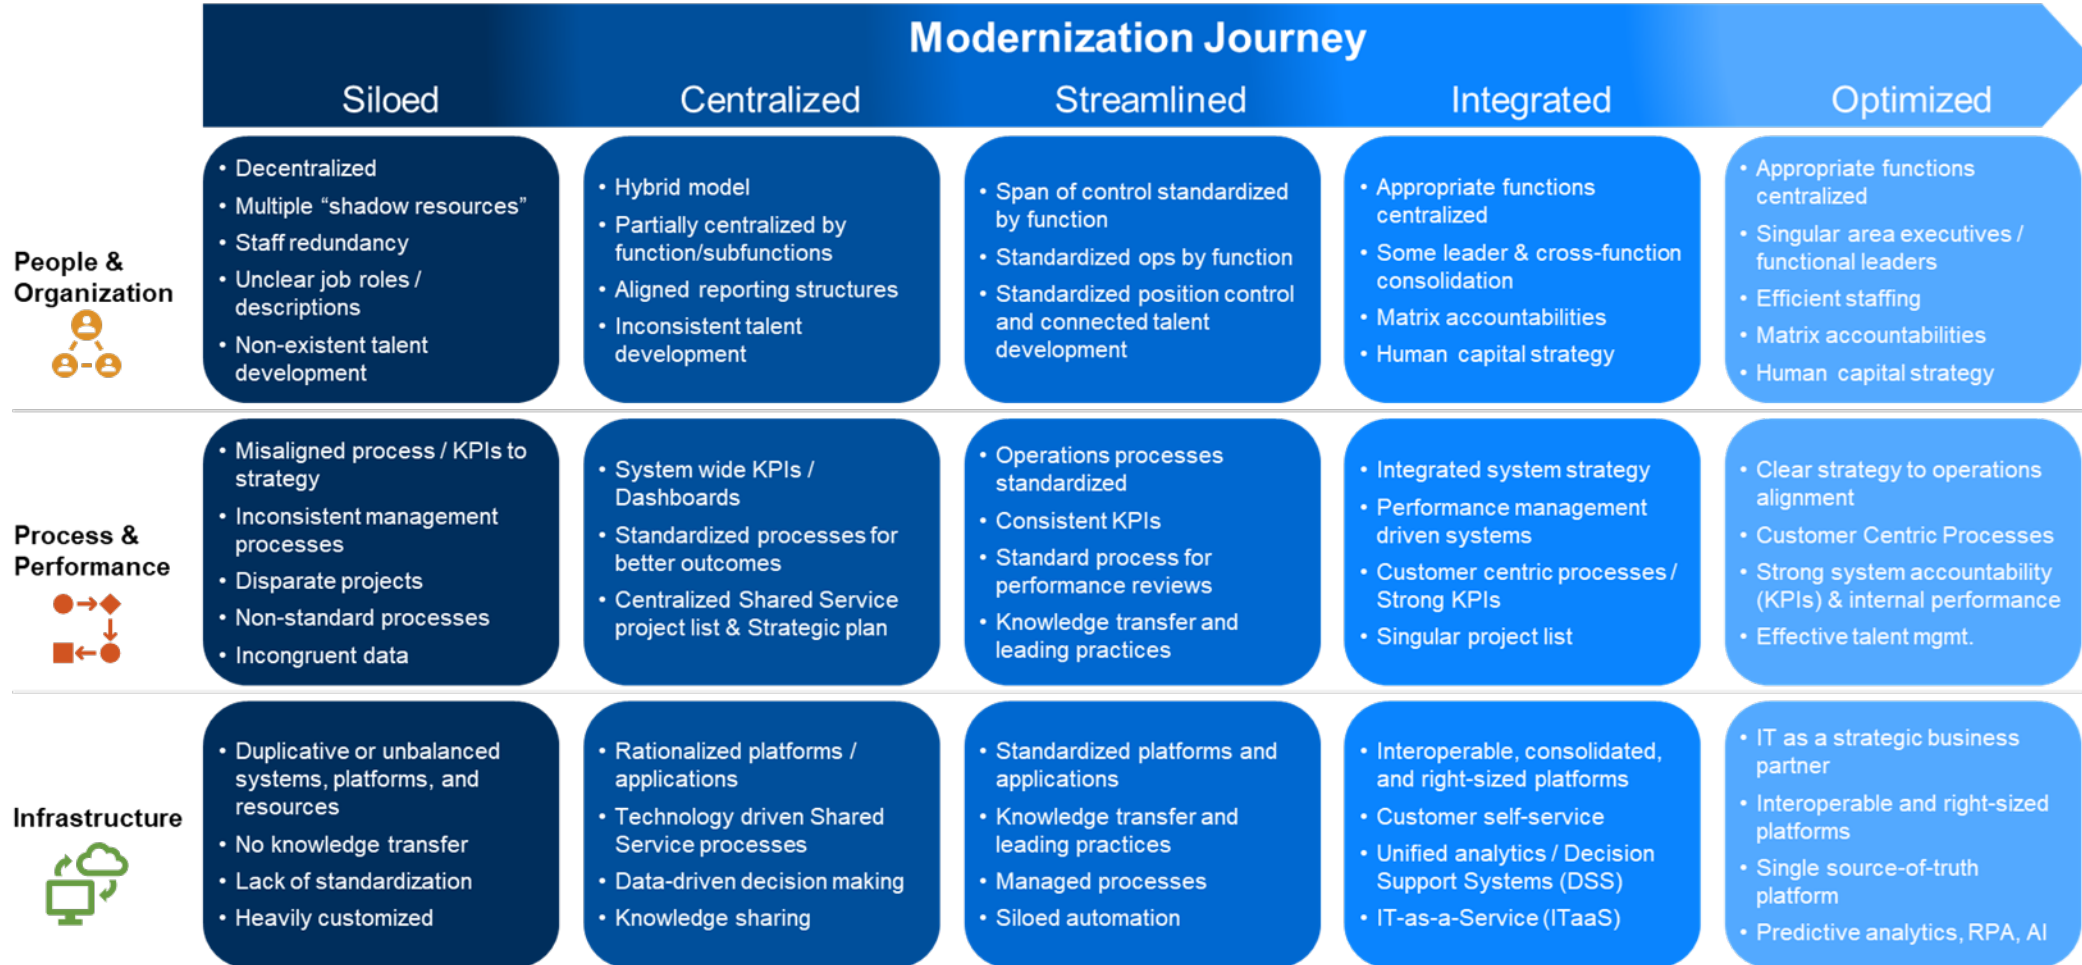 Modernization Journey
Siloed
Centralized
Streamlined
Integrated
Optimized
People &
Organization
• Decentralized
• Multiple “shadow resources”
• Staff redundancy
• Unclear job roles /
descriptions
• Non-existent talent
development
• Hybrid model
• Partially centralized by
function/subfunctions
• Aligned reporting structures
• Inconsistent talent
development
• Span of control standardized
by function
• Standardized ops by function
• Standardized position control
and connected talent
development
• Appropriate functions
centralized
• Some leader & cross-function
consolidation
• Matrix accountabilities
• Human capital strategy
• Appropriate functions
centralized
• Singular area executives /
functional leaders
• Efficient staffing
• Matrix accountabilities
• Human capital strategy
Process &
Performance
• Misaligned process / KPIs to
strategy
• Inconsistent management
processes
• Disparate projects
• Non-standard processes
• Incongruent data
• System wide KPIs /
Dashboards
• Standardized processes for
better outcomes
• Centralized Shared Service
project list & Strategic plan
• Operations processes
standardized
• Consistent KPIs
• Standard process for
performance reviews
• Knowledge transfer and
leading practices
• Integrated system strategy
• Performance management
driven systems
• Customer centric processes /
Strong KPIs
• Singular project list
• Clear strategy to operations
alignment
• Customer Centric Processes
• Strong system accountability
(KPIs) & internal performance
• Effective talent mgmt.
Infrastructure
• Duplicative or unbalanced
systems, platforms, and
resources
• No knowledge transfer
• Lack of standardization
• Heavily customized
• Rationalized platforms /
applications
• Technology driven Shared
Service processes
• Data-driven decision making
• Knowledge sharing
• Standardized platforms and
applications
• Knowledge transfer and
leading practices
• Managed processes
• Siloed automation
• Interoperable, consolidated,
and right-sized platforms
• Customer self-service
• Unified analytics / Decision
Support Systems (DSS)
• IT-as-a-Service (ITaaS)
• IT as a strategic business
partner
• Interoperable and right-sized
platforms
• Single source-of-truth
platform
• Predictive analytics, RPA, AI